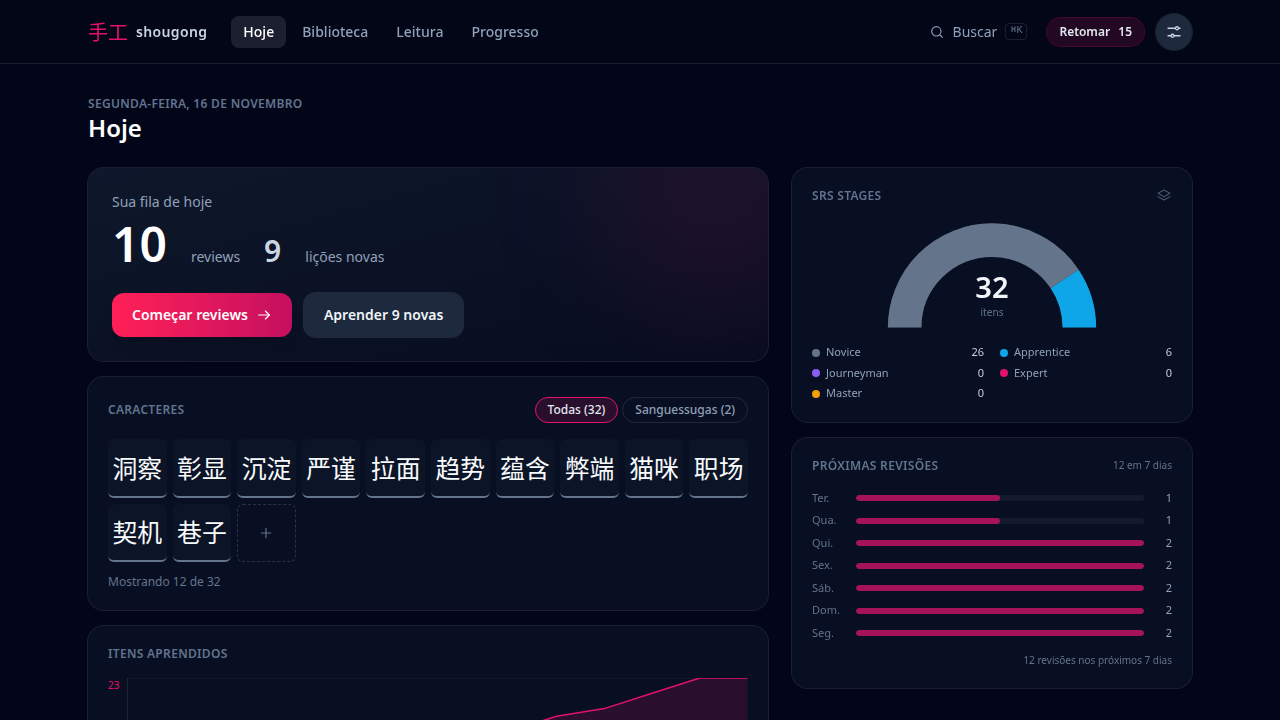 手工 shougong Hoje Biblioteca Leitura Progresso Buscar ⌘K Retomar 15
SEGUNDA-FEIRA, 16 DE NOVEMBRO
Hoje
Sua fila de hoje
10 reviews 9 lições novas
Começar reviews → Aprender 9 novas
CARACTERES Todas (32) Sanguessugas (2)
洞察 彰显 沉淀 严谨 拉面 趋势 蕴含 弊端 猫咪 职场
契机 巷子 +
Mostrando 12 de 32
ITENS APRENDIDOS
23
SRS STAGES
32
itens
Novice 26 Apprentice 6
Journeyman 0 Expert 0
Master 0
PRÓXIMAS REVISÕES 12 em 7 dias
Ter. 1
Qua. 1
Qui. 2
Sex. 2
Sáb. 2
Dom. 2
Seg. 2
12 revisões nos próximos 7 dias